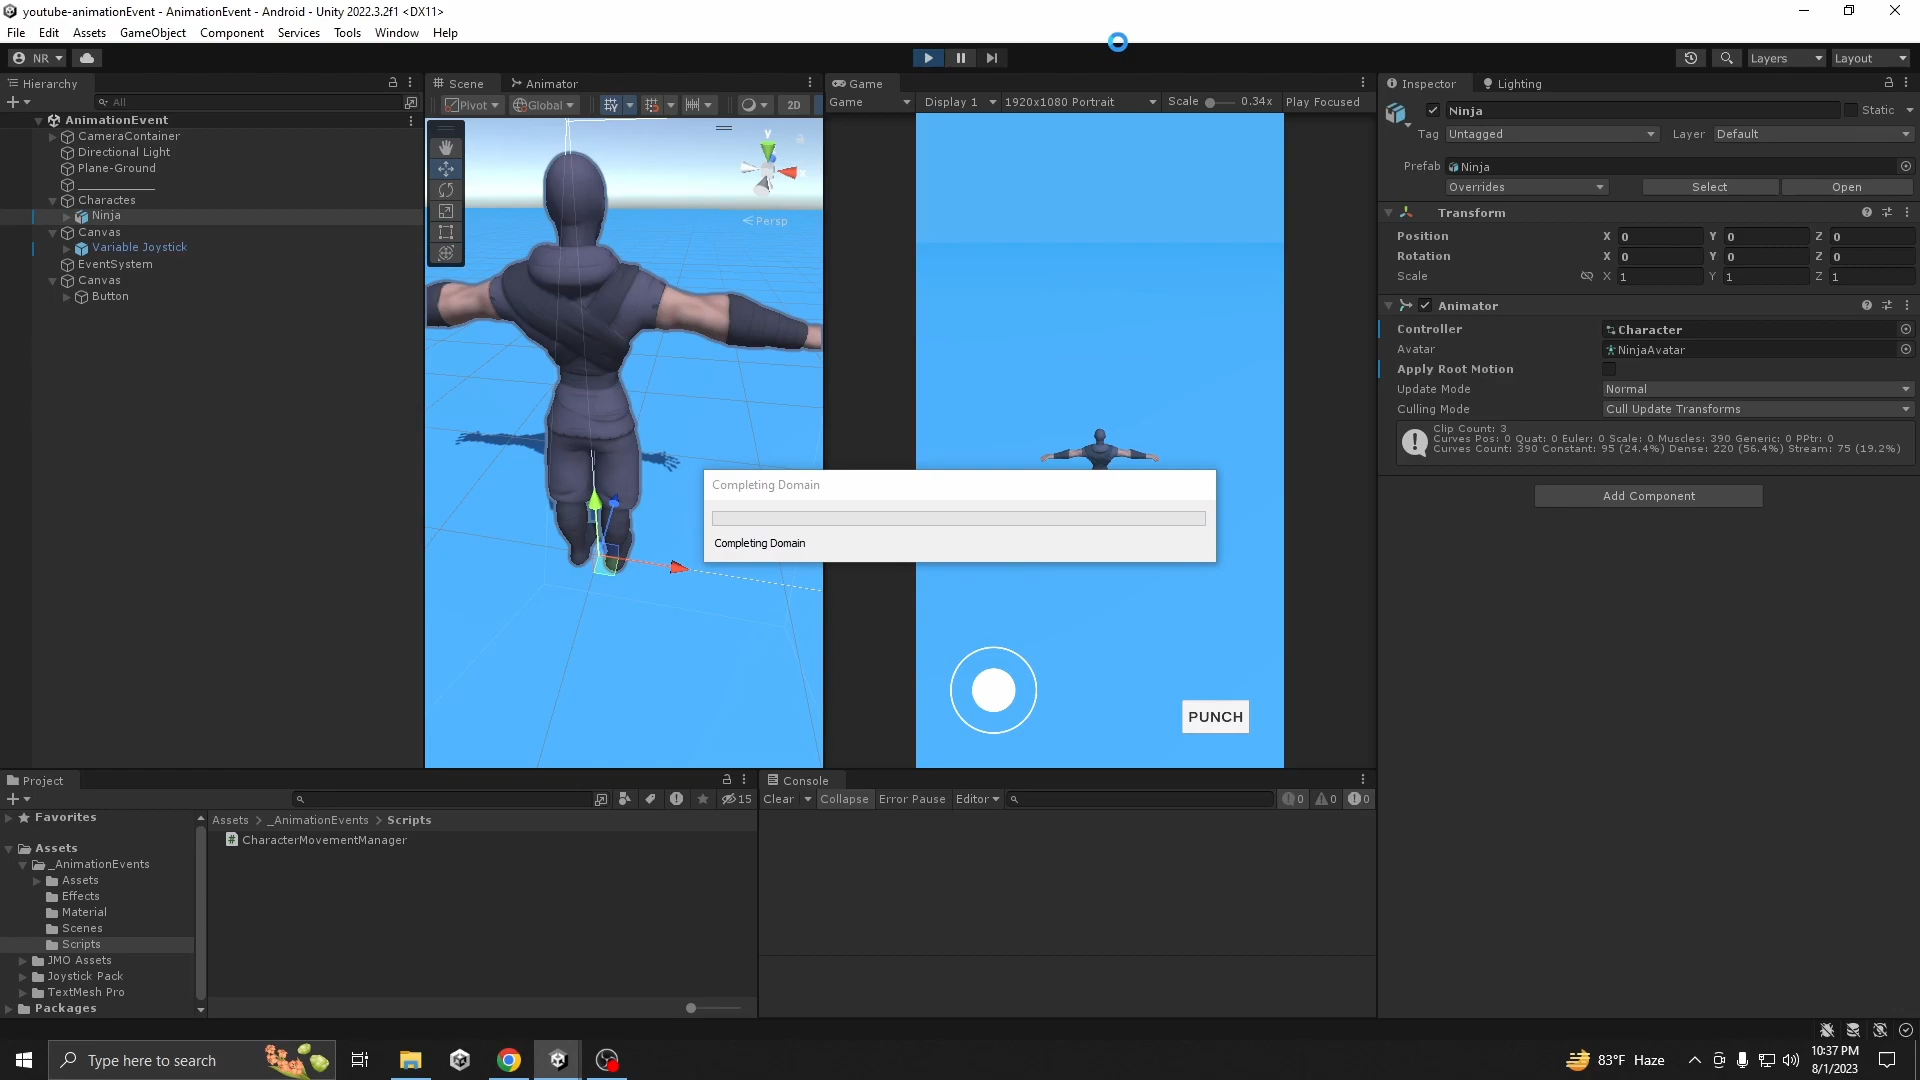 youtube-animationEvent - AnimationEvent - Android - Unity 2022.3.2f1 <DX11>
File Edit Assets GameObject Component Services Tools Window Help
NR
Layers
Layout
Hierarchy
All
AnimationEvent
CameraContainer
Directional Light
Plane-Ground
____________
Charactes
Ninja
Canvas
Variable Joystick
EventSystem
Canvas
Button
Scene
Animator
Pivot
Global
2D
y
x
Persp
Game
Game
Display 1
1920x1080 Portrait
Scale
0.34x
Play Focused
PUNCH
Completing Domain
Completing Domain
Inspector
Lighting
Ninja
Static
Tag Untagged Layer Default
Prefab Ninja
Overrides Select Open
Transform
Position X 0 Y 0 Z 0
Rotation X 0 Y 0 Z 0
Scale X 1 Y 1 Z 1
Animator
Controller Character
Avatar NinjaAvatar
Apply Root Motion
Update Mode Normal
Culling Mode Cull Update Transforms
Clip Count: 3
Curves Pos: 0 Quat: 0 Euler: 0 Scale: 0 Muscles: 390 Generic: 0 PPtr: 0
Curves Count: 390 Constant: 95 (24.4%) Dense: 220 (56.4%) Stream: 75 (19.2%)
Add Component
Project
15
Favorites
Assets
_AnimationEvents
Assets
Effects
Material
Scenes
Scripts
JMO Assets
Joystick Pack
TextMesh Pro
Packages
Assets > _AnimationEvents > Scripts
CharacterMovementManager
Console
Clear Collapse Error Pause Editor
0 0 0
Type here to search
83°F Haze
10:37 PM
8/1/2023